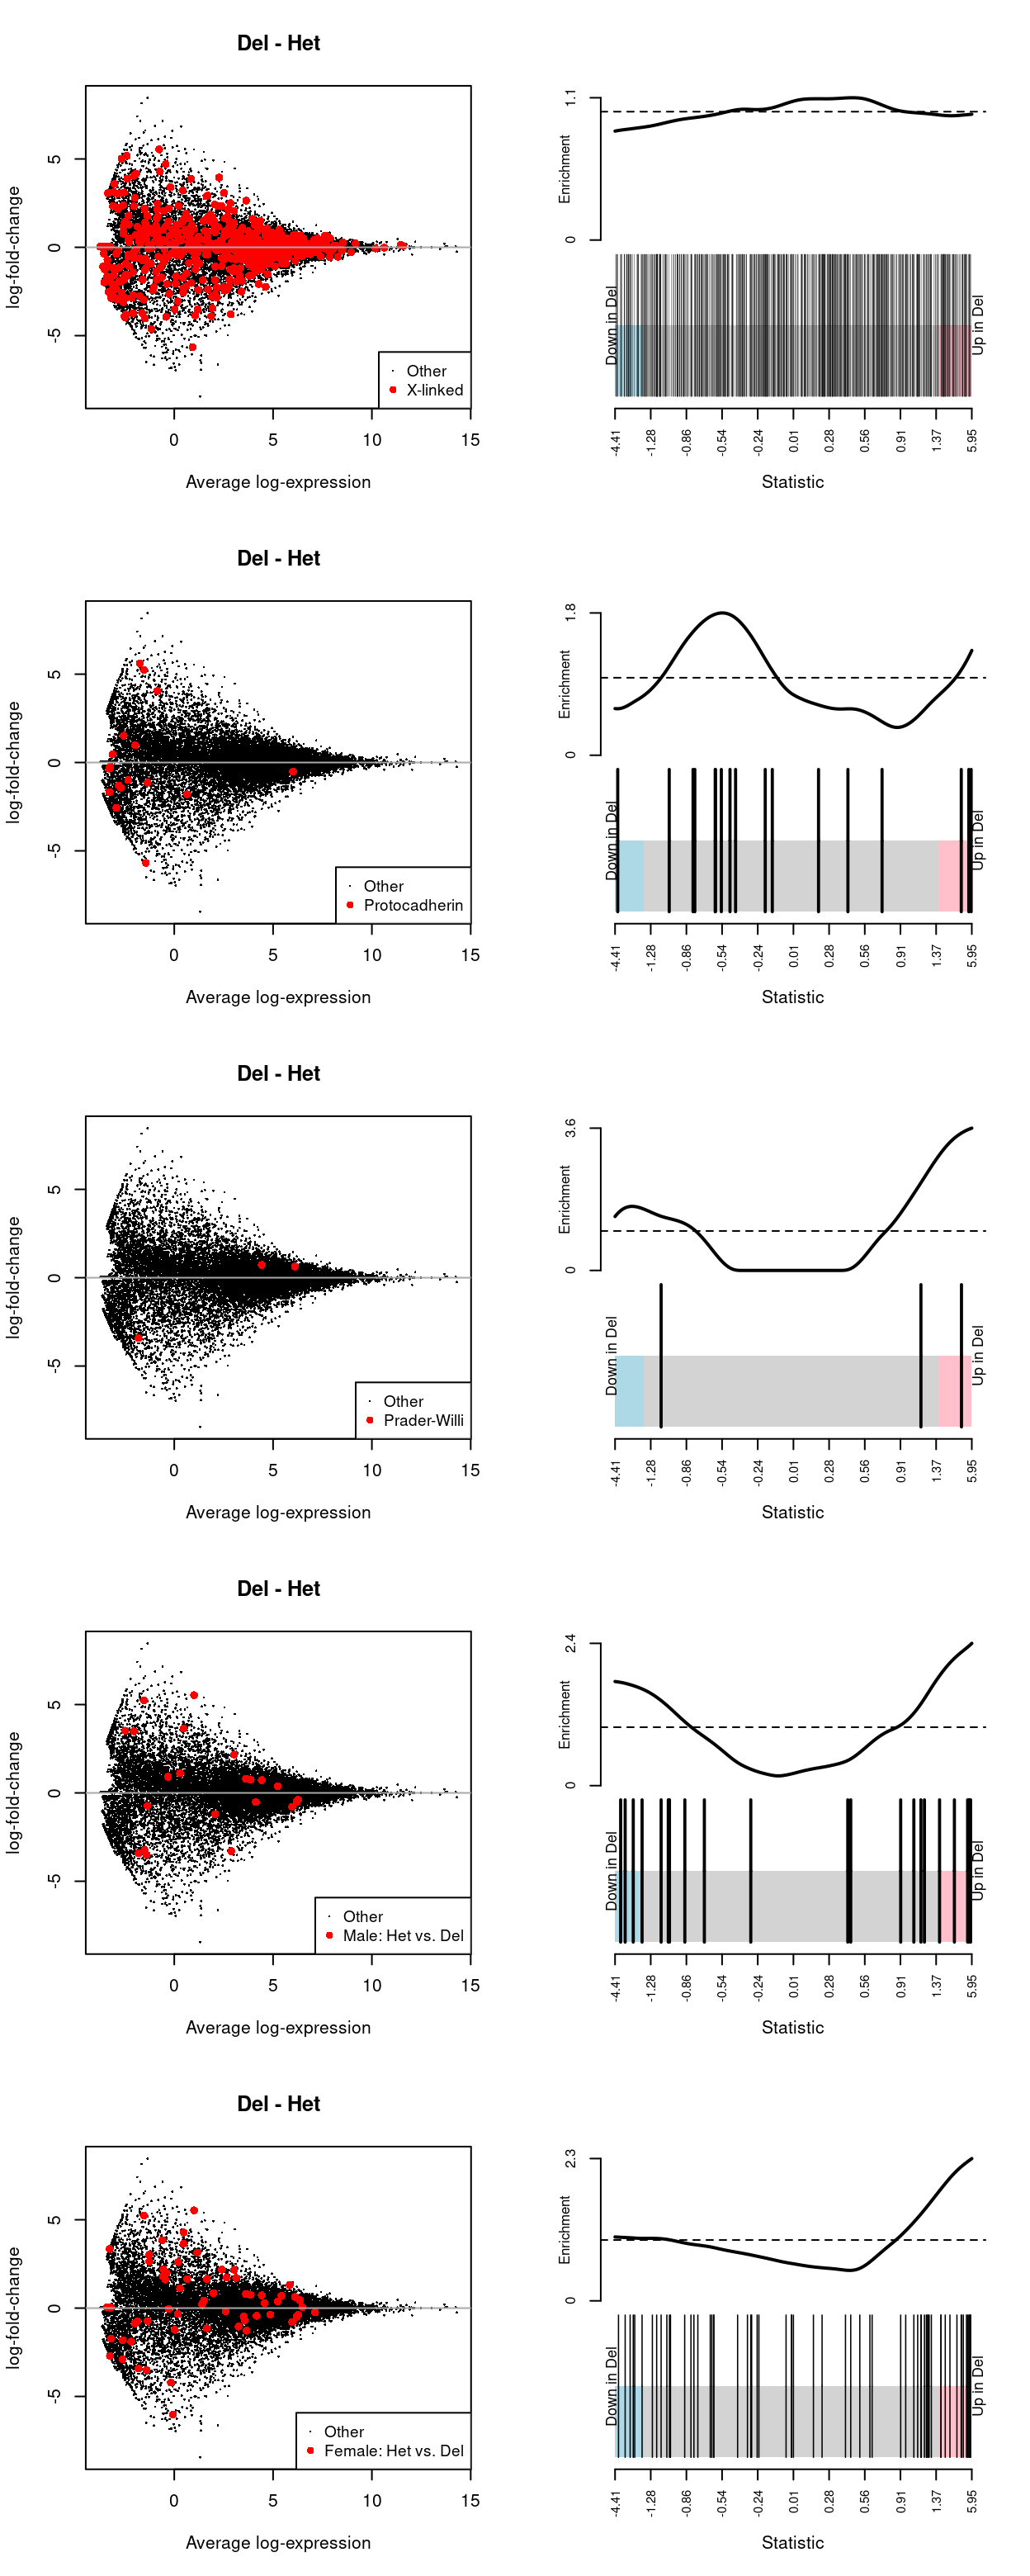 Del - Het
log-fold-change
5
0
-5
Other
X-linked
0
5
10
15
Average log-expression
1.1
0
Enrichment
Down in Del
Up in Del
-4.41
-1.28
-0.86
-0.54
-0.24
0.01
0.28
0.56
0.91
1.37
5.95
Statistic
Del - Het
log-fold-change
5
0
-5
Other
Protocadherin
0
5
10
15
Average log-expression
1.8
0
Enrichment
Down in Del
Up in Del
-4.41
-1.28
-0.86
-0.54
-0.24
0.01
0.28
0.56
0.91
1.37
5.95
Statistic
Del - Het
log-fold-change
5
0
-5
Other
Prader-Willi
0
5
10
15
Average log-expression
3.6
0
Enrichment
Down in Del
Up in Del
-4.41
-1.28
-0.86
-0.54
-0.24
0.01
0.28
0.56
0.91
1.37
5.95
Statistic
Del - Het
log-fold-change
5
0
-5
Other
Male: Het vs. Del
0
5
10
15
Average log-expression
2.4
0
Enrichment
Down in Del
Up in Del
-4.41
-1.28
-0.86
-0.54
-0.24
0.01
0.28
0.56
0.91
1.37
5.95
Statistic
Del - Het
log-fold-change
5
0
-5
Other
Female: Het vs. Del
0
5
10
15
Average log-expression
2.3
0
Enrichment
Down in Del
Up in Del
-4.41
-1.28
-0.86
-0.54
-0.24
0.01
0.28
0.56
0.91
1.37
5.95
Statistic